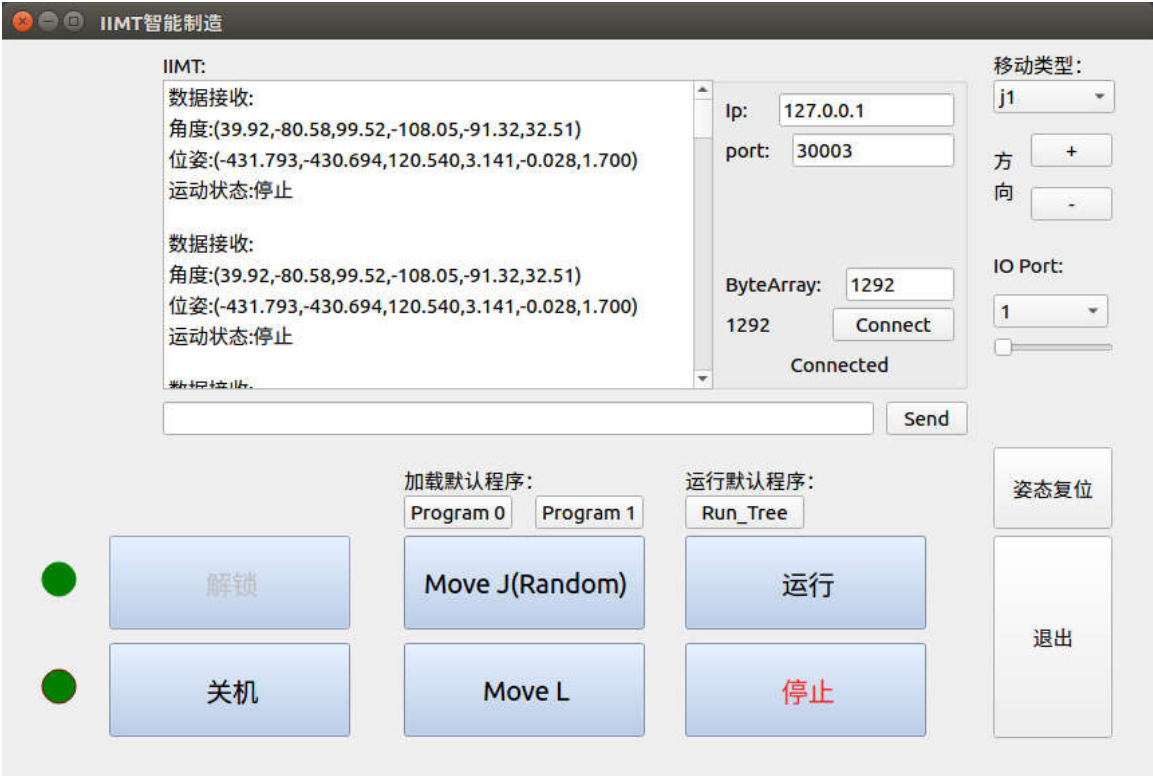 IIMT智能制造
IIMT:
数据接收:
角度:(39.92,-80.58,99.52,-108.05,-91.32,32.51)
位姿:(-431.793,-430.694,120.540,3.141,-0.028,1.700)
运动状态:停止
数据接收:
角度:(39.92,-80.58,99.52,-108.05,-91.32,32.51)
位姿:(-431.793,-430.694,120.540,3.141,-0.028,1.700)
运动状态:停止
数据接收:
Ip: 127.0.0.1
port: 30003
ByteArray: 1292
1292 Connect
Connected
Send
移动类型:
j1
方向
+
-
IO Port:
1
加载默认程序:
Program 0 Program 1
运行默认程序:
Run_Tree
姿态复位
解锁 Move J(Random) 运行
关机 Move L 停止
退出